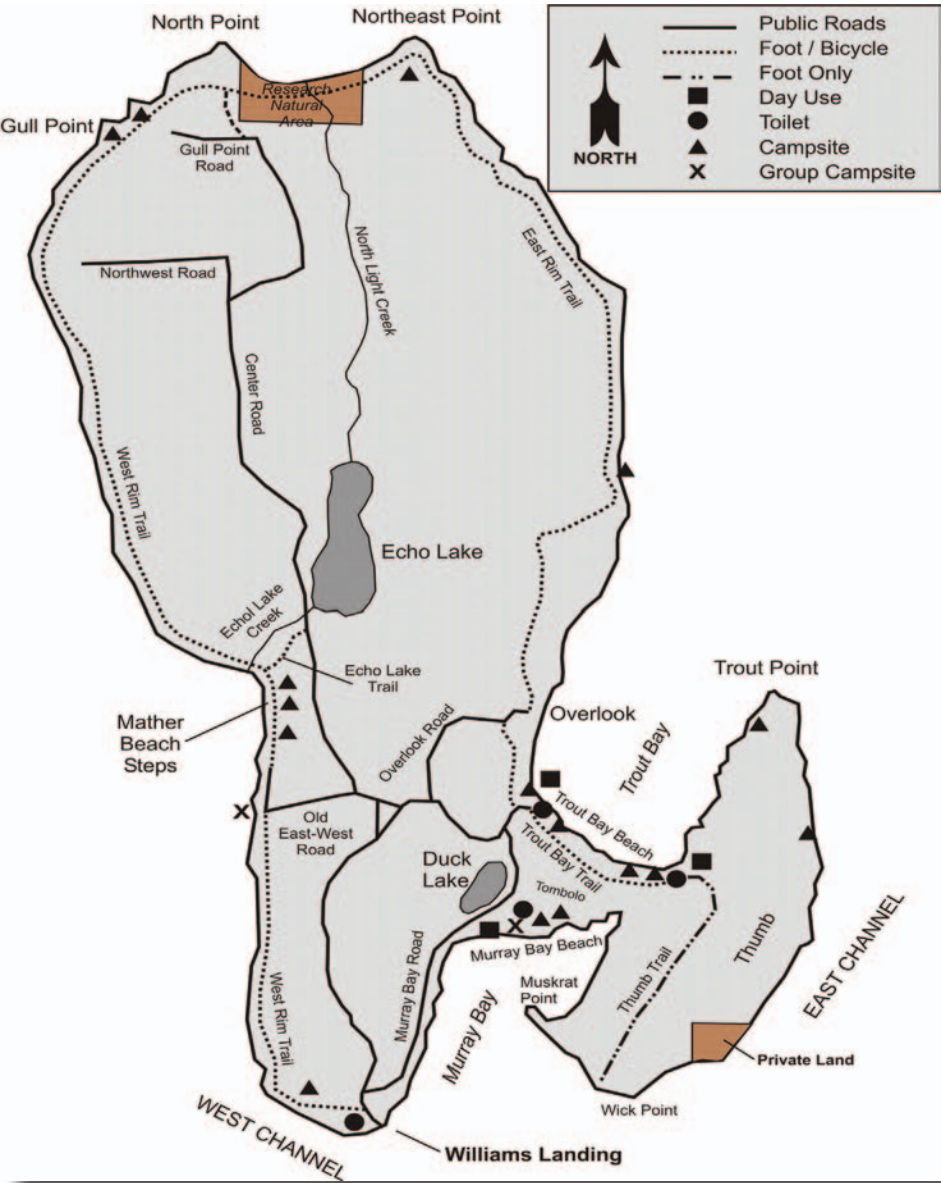 North Point
Northeast Point
Gull Point
Research
Natural
Area
Gull Point
Road
NORTH
Public Roads
Foot / Bicycle
Foot Only
Day Use
Toilet
Campsite
X
Group Campsite
Northwest Road
North Light Creek
East Rim Trail
Center Road
West Rim Trail
Echo Lake
Echol Lake
Creek
Echo Lake
Trail
Mather
Beach
Steps
Overlook Road
Overlook
Trout Point
Trout Bay
Trout Bay Beach
X
Old
East-West
Road
Duck
Lake
Trout Bay Trail
Tombolo
X
Murray Bay Beach
Murray Bay Road
Muskrat
Point
Murray Bay
Thumb Trail
Thumb
EAST CHANNEL
West Rim Trail
Private Land
Wick Point
WEST CHANNEL
Williams Landing